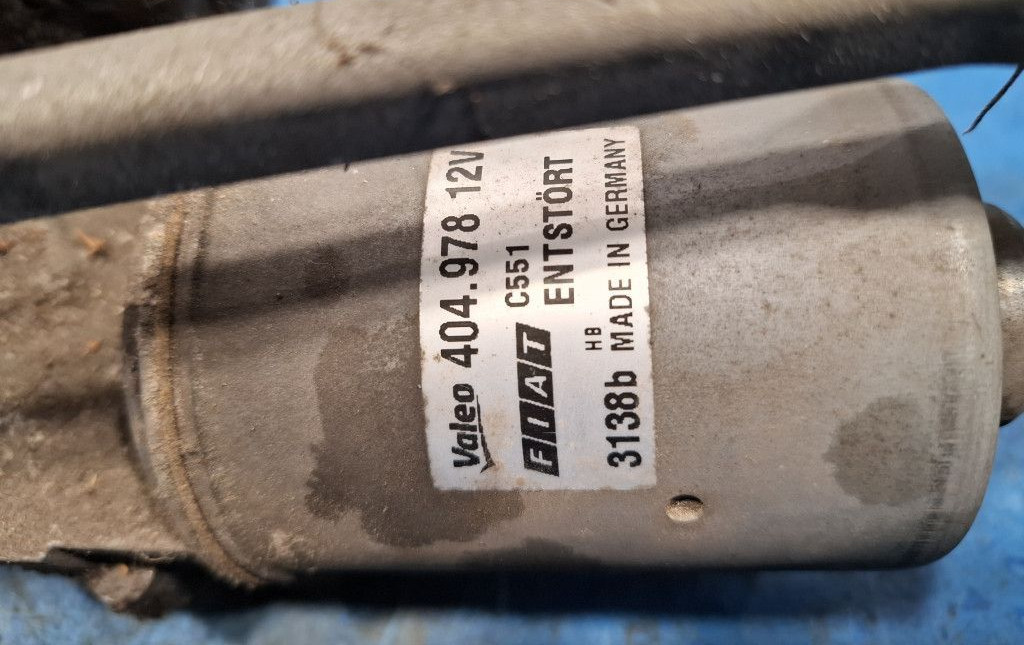 Valeo 404.978 12V
FIAT C551
ENTSTÖRT
HB
3138b MADE IN GERMANY